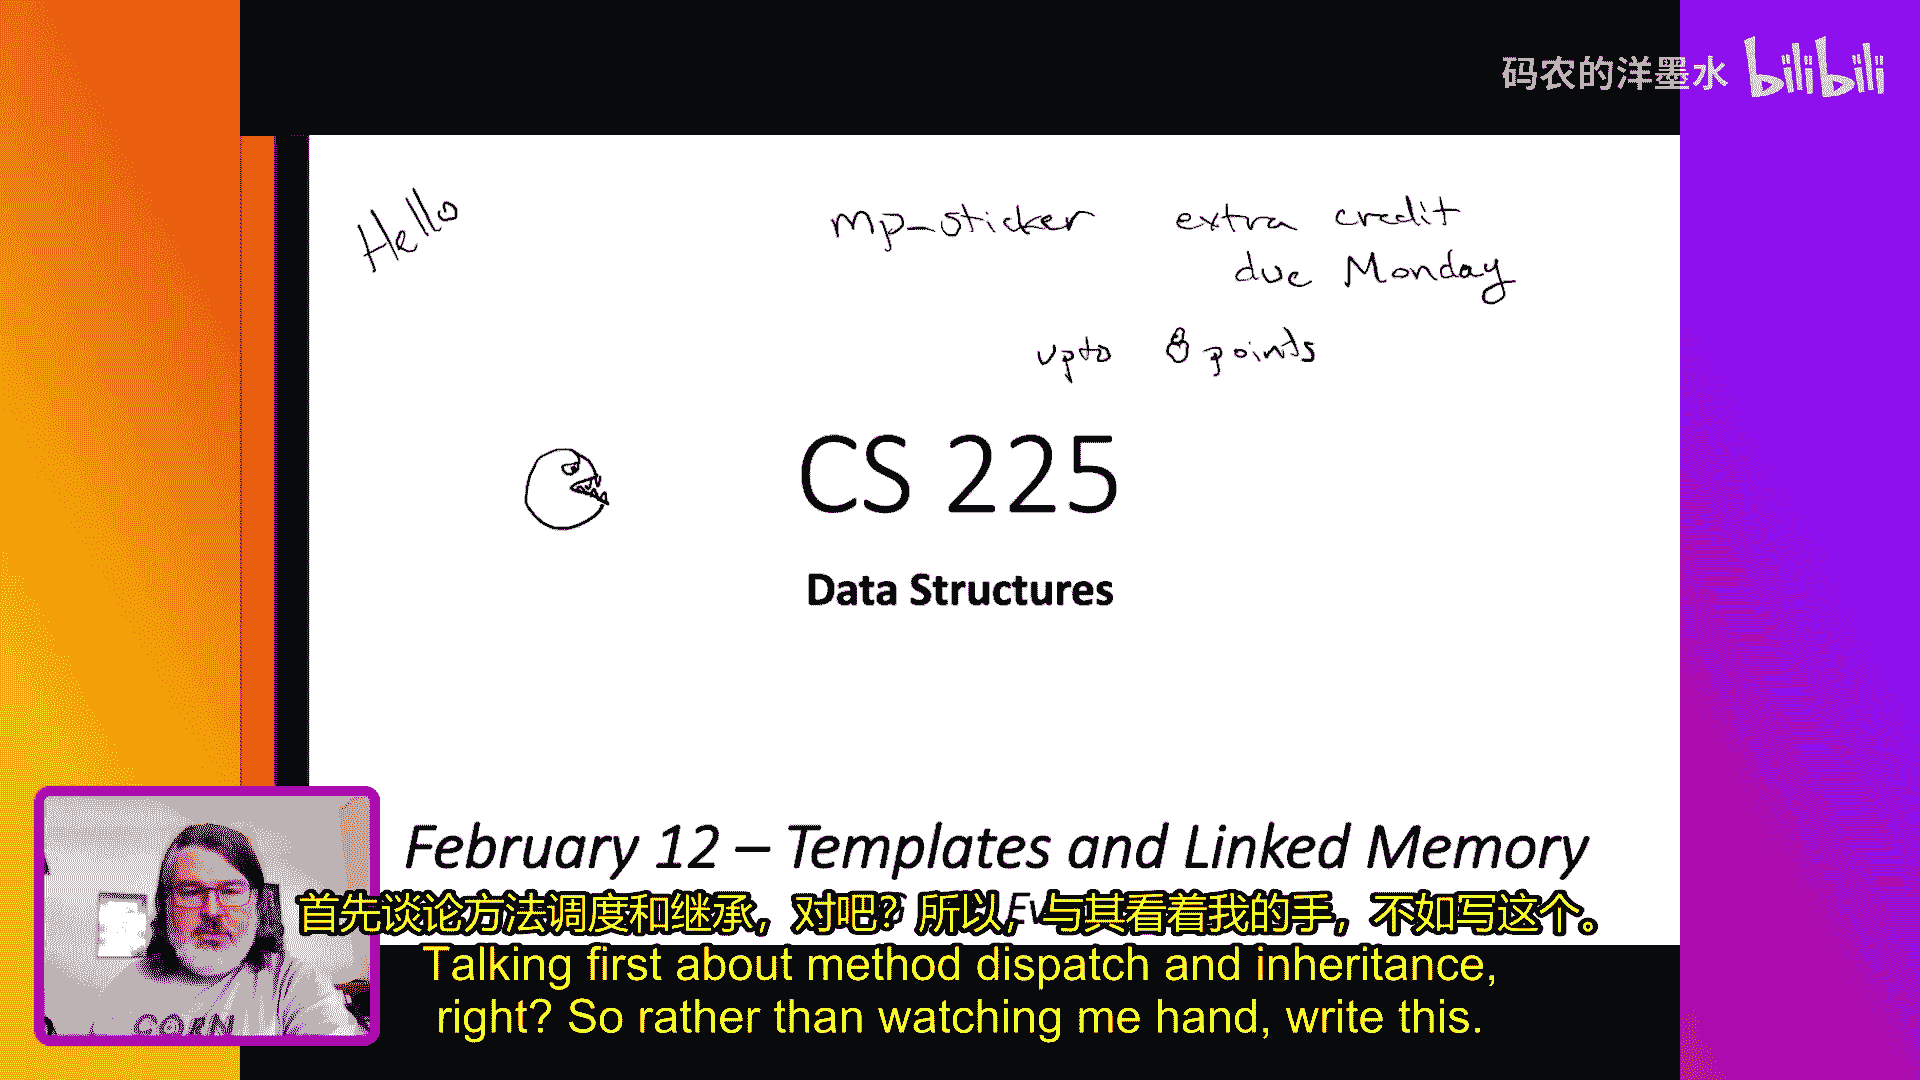 码农的洋墨水 bilibili
Hello
mp_sticker extra credit
due Monday
upto 8 points
CS 225
Data Structures
February 12 – Templates and Linked Memory
首先谈论方法调度和继承，对吧？所以，与其看着我的手，不如写这个。
Talking first about method dispatch and inheritance,
right? So rather than watching me hand, write this.
CORN